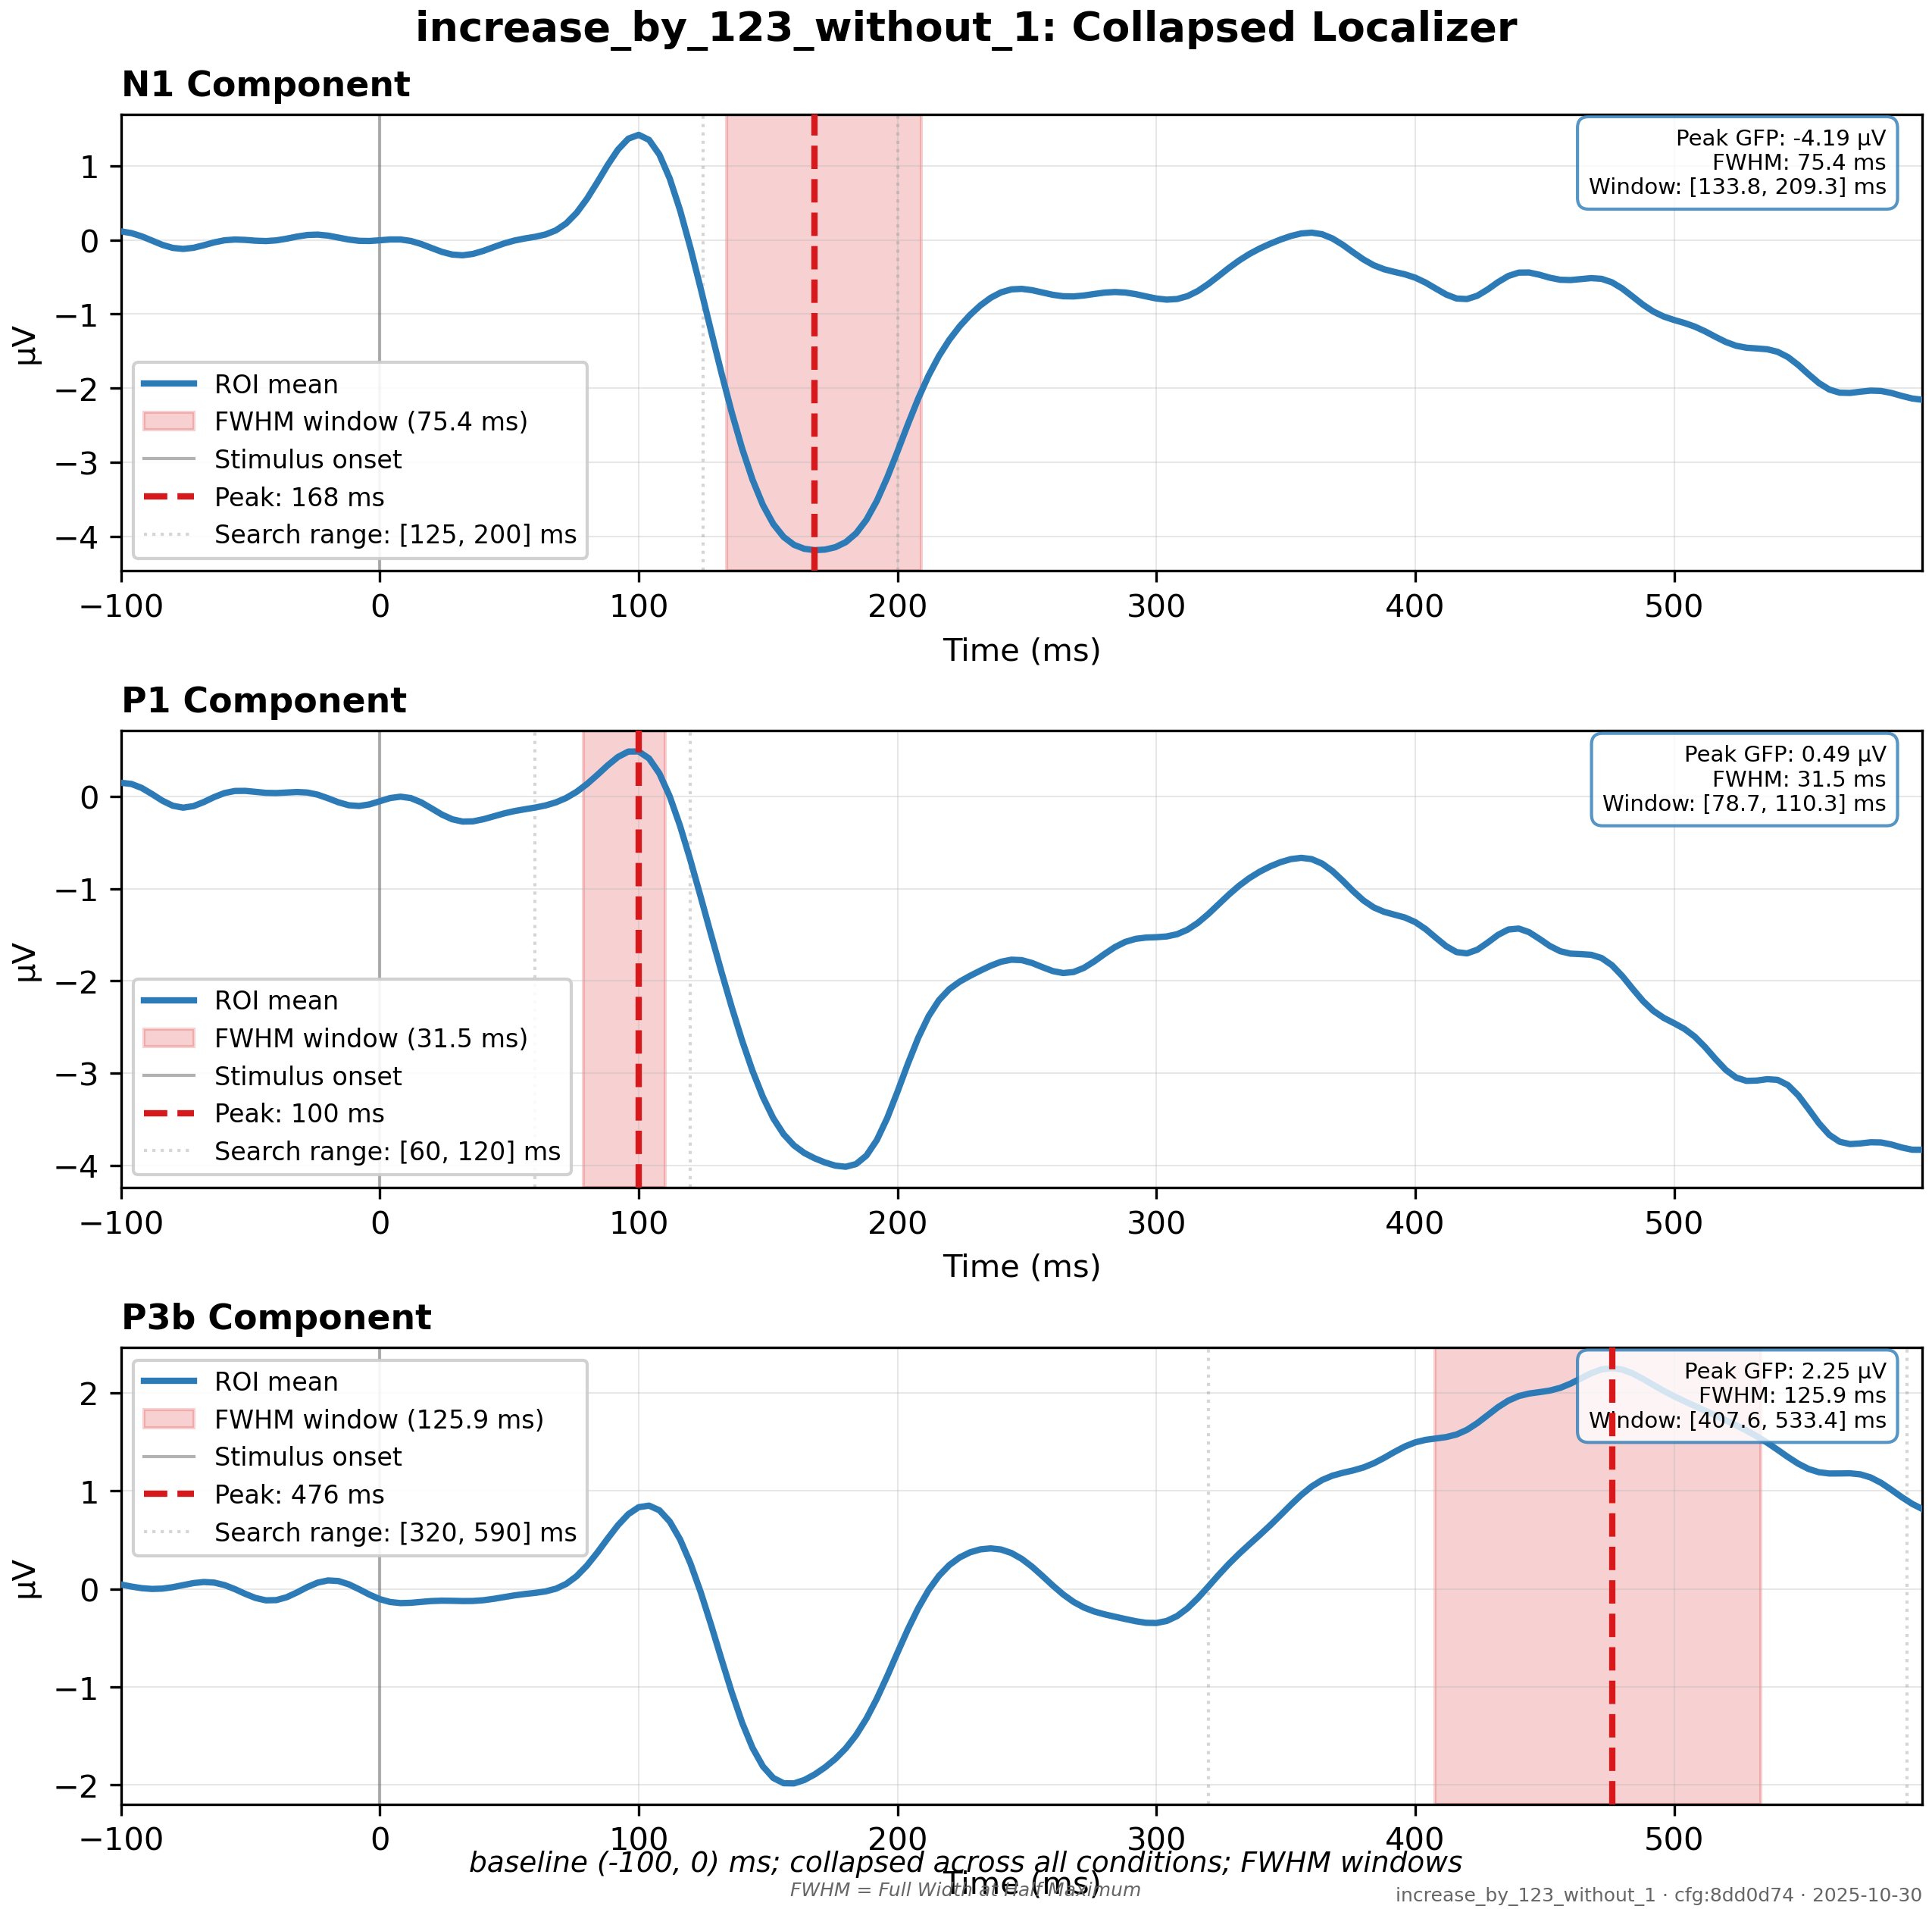 increase_by_123_without_1: Collapsed Localizer
N1 Component
Peak GFP: -4.19 µV
FWHM: 75.4 ms
Window: [133.8, 209.3] ms
1
0
−1
−2
−3
−4
µV
ROI mean
FWHM window (75.4 ms)
Stimulus onset
Peak: 168 ms
Search range: [125, 200] ms
−100 0 100 200 300 400 500
Time (ms)
P1 Component
Peak GFP: 0.49 µV
FWHM: 31.5 ms
Window: [78.7, 110.3] ms
0
−1
−2
−3
−4
µV
ROI mean
FWHM window (31.5 ms)
Stimulus onset
Peak: 100 ms
Search range: [60, 120] ms
−100 0 100 200 300 400 500
Time (ms)
P3b Component
Peak GFP: 2.25 µV
FWHM: 125.9 ms
Window: [407.6, 533.4] ms
2
1
0
−1
−2
µV
ROI mean
FWHM window (125.9 ms)
Stimulus onset
Peak: 476 ms
Search range: [320, 590] ms
−100 0 100 200 300 400 500
baseline (-100, 0) ms; collapsed across all conditions; FWHM windows
Time (ms)
FWHM = Full Width at Half Maximum
increase_by_123_without_1 · cfg:8dd0d74 · 2025-10-30